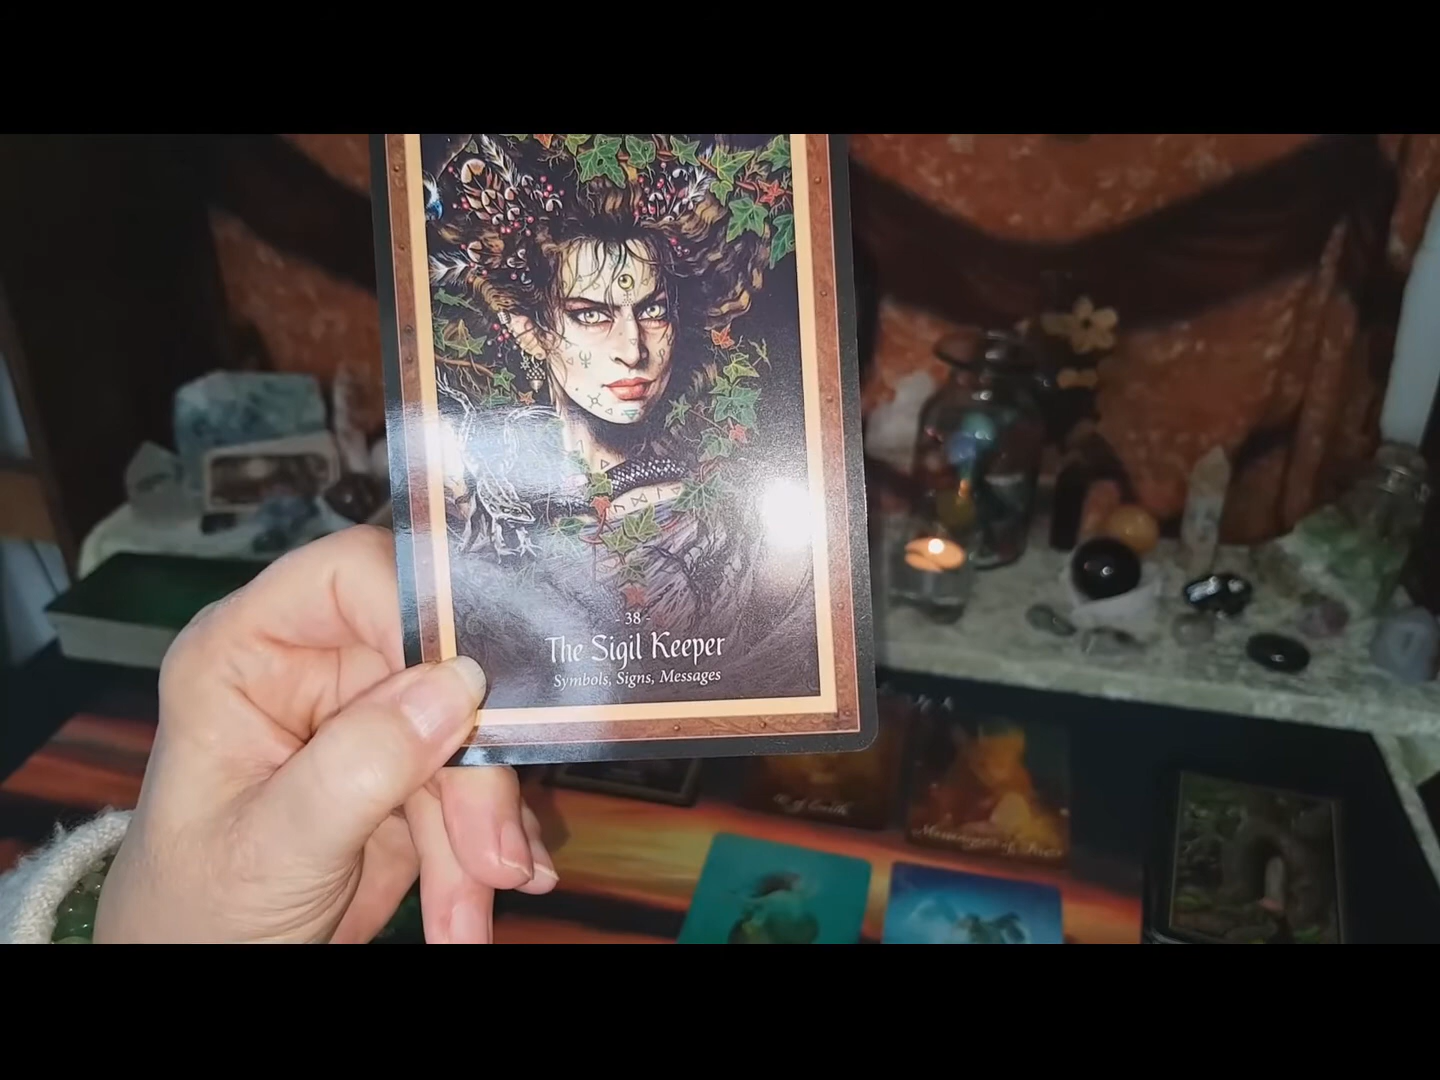 - 38 -
The Sigil Keeper
Symbols, Signs, Messages